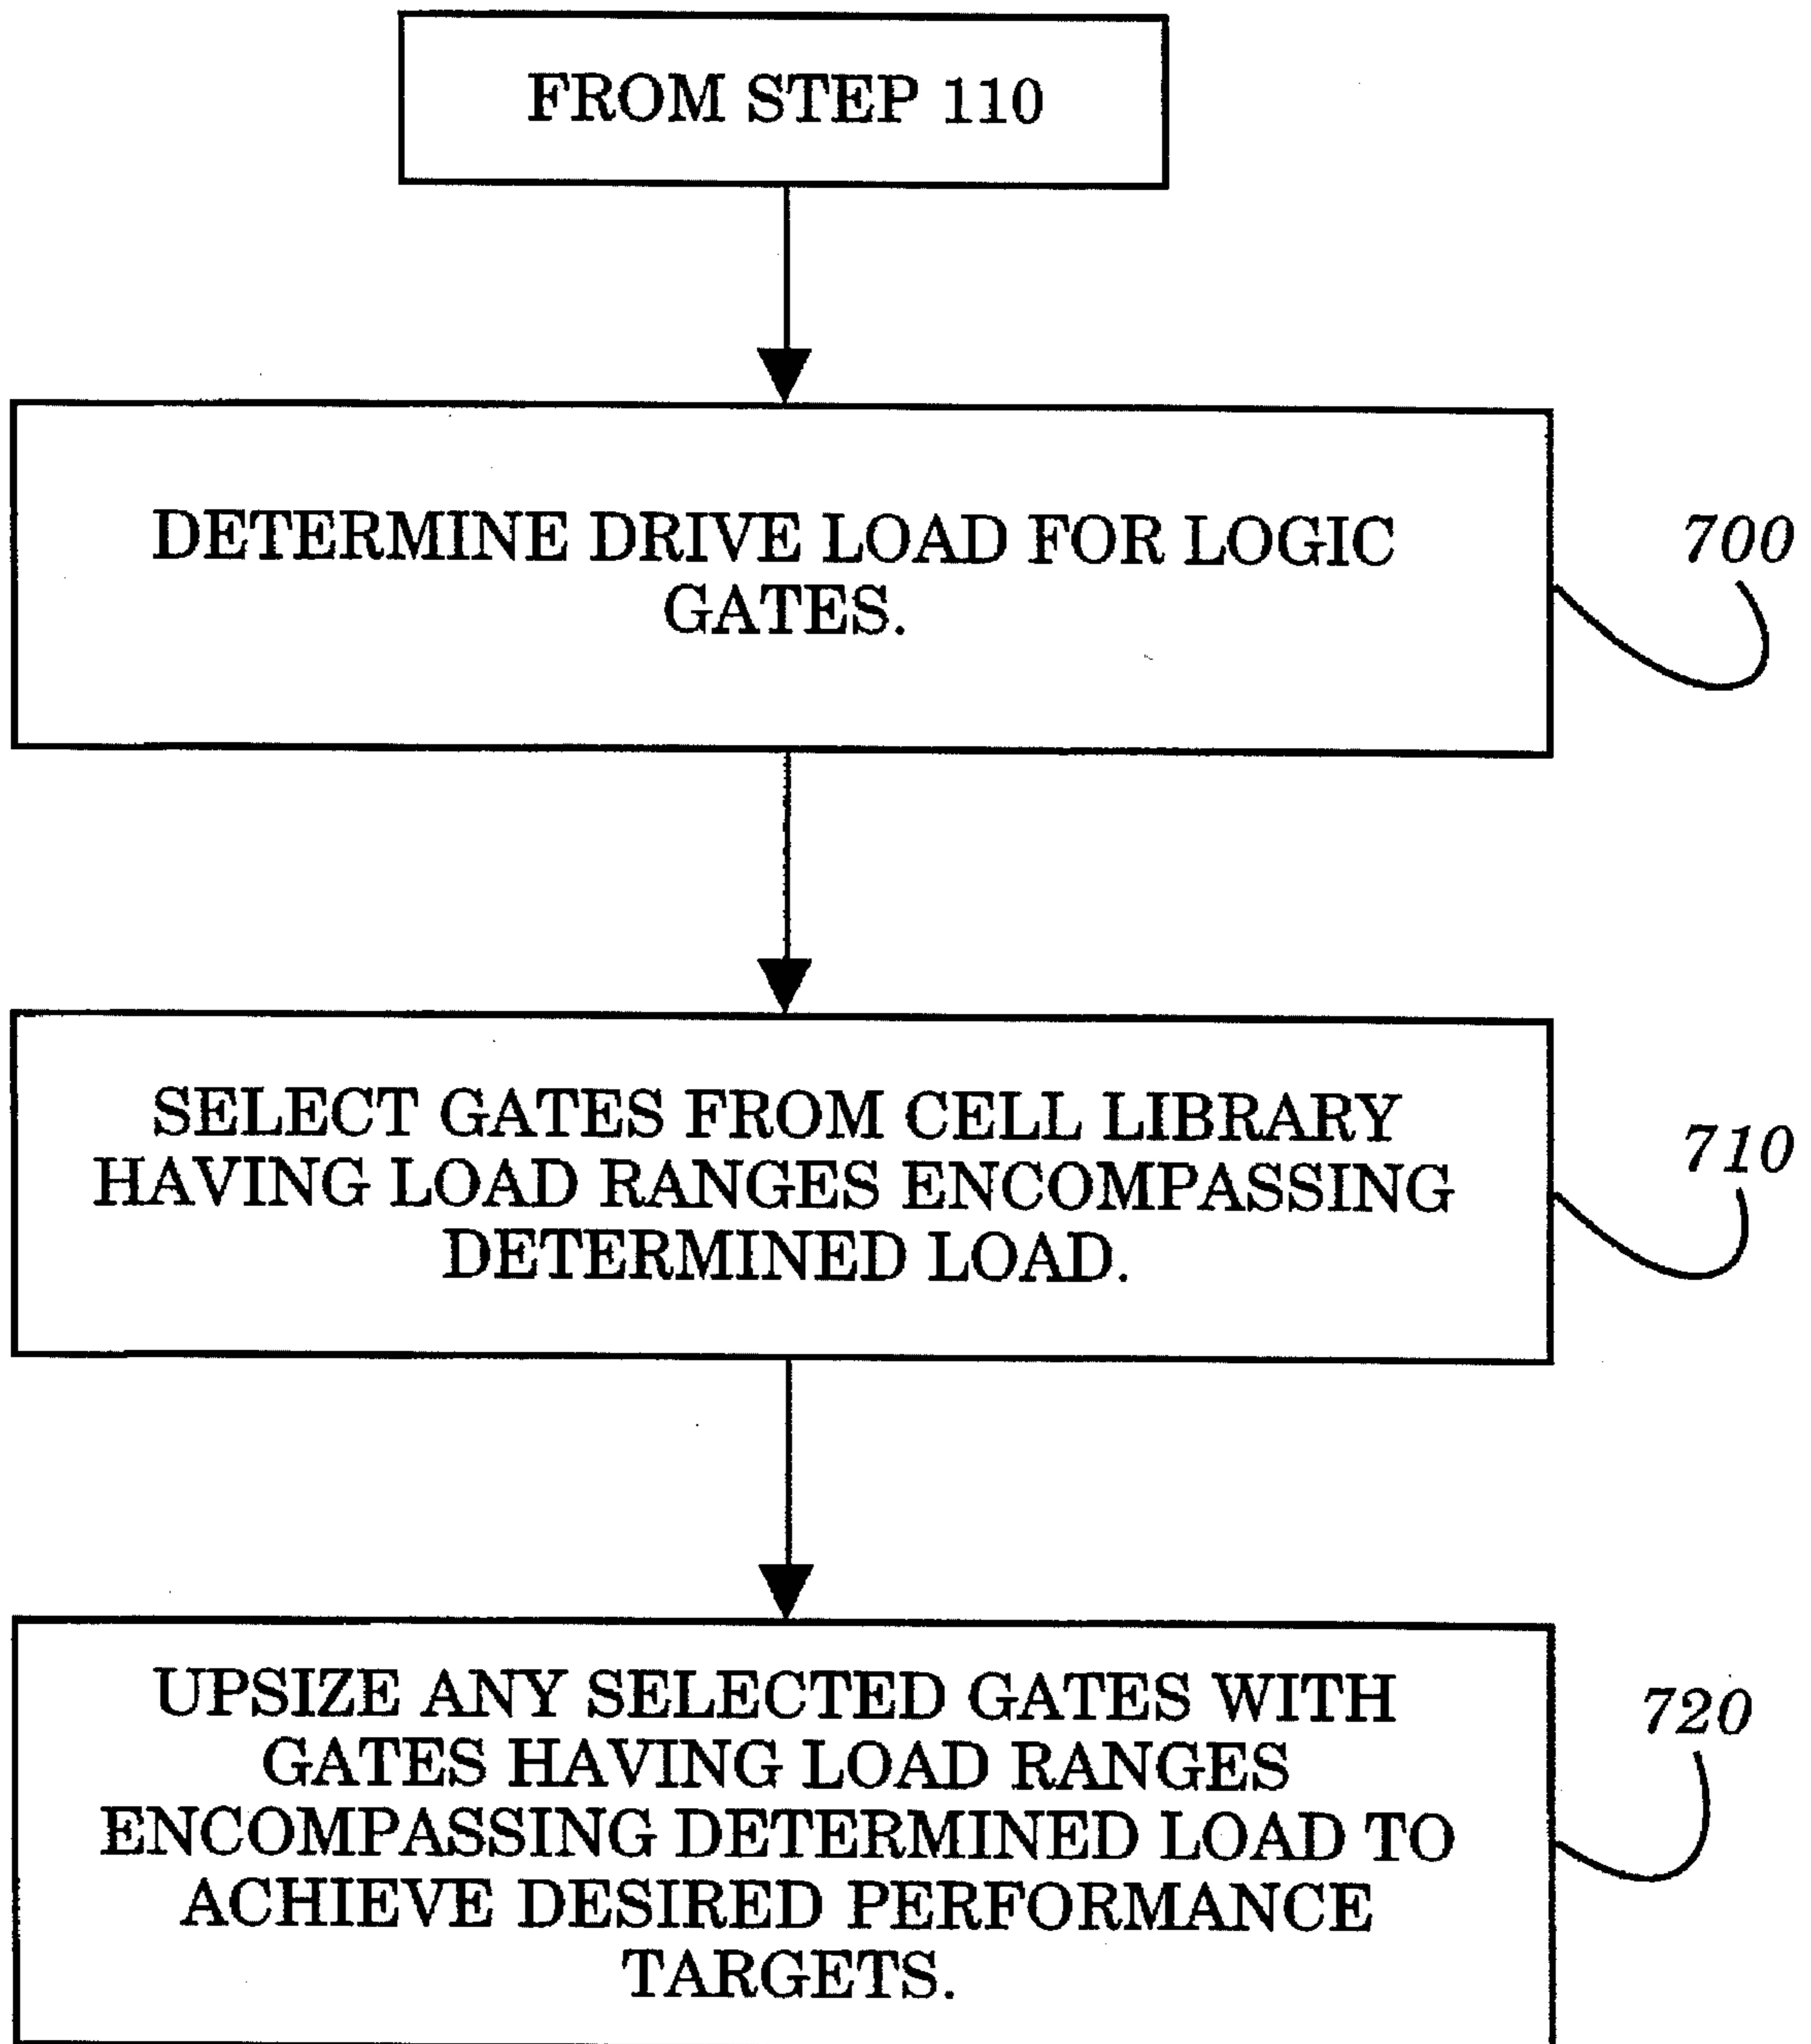 FROM STEP 110
DETERMINE DRIVE LOAD FOR LOGIC
GATES.
700
SELECT GATES FROM CELL LIBRARY
HAVING LOAD RANGES ENCOMPASSING
DETERMINED LOAD.
710
UPSIZE ANY SELECTED GATES WITH
GATES HAVING LOAD RANGES
ENCOMPASSING DETERMINED LOAD TO
ACHIEVE DESIRED PERFORMANCE
TARGETS.
720